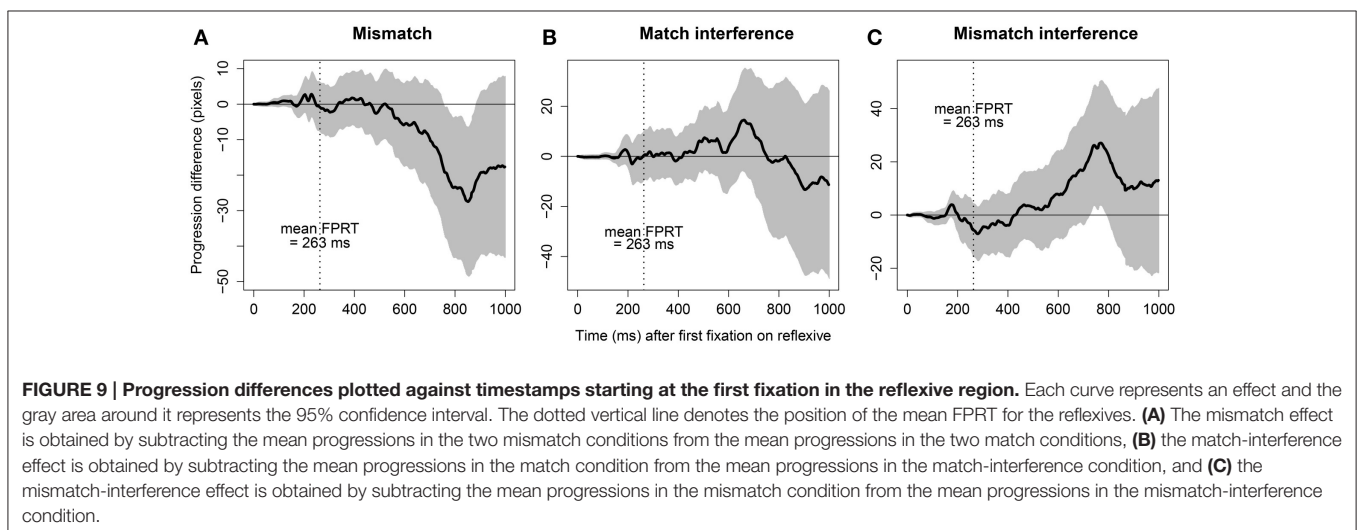 A Mismatch
B Match interference
C Mismatch interference
Progression difference (pixels)
10
0
−10
−30
−50
mean FPRT
= 263 ms
0 200 400 600 800 1000
20
0
−20
−40
mean FPRT
= 263 ms
0 200 400 600 800 1000
40
20
0
−20
mean FPRT
= 263 ms
0 200 400 600 800 1000
Time (ms) after first fixation on reflexive
FIGURE 9 | Progression differences plotted against timestamps starting at the first fixation in the reflexive region. Each curve represents an effect and the
gray area around it represents the 95% confidence interval. The dotted vertical line denotes the position of the mean FPRT for the reflexives. (A) The mismatch effect
is obtained by subtracting the mean progressions in the two mismatch conditions from the mean progressions in the two match conditions, (B) the match-interference
effect is obtained by subtracting the mean progressions in the match condition from the mean progressions in the match-interference condition, and (C) the
mismatch-interference effect is obtained by subtracting the mean progressions in the mismatch condition from the mean progressions in the mismatch-interference
condition.